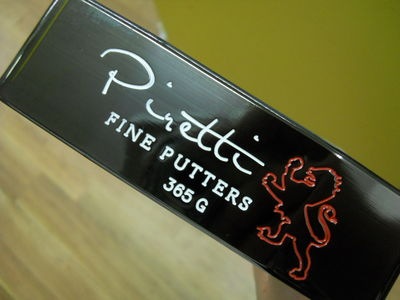 Piretti
FINE PUTTERS
365 G